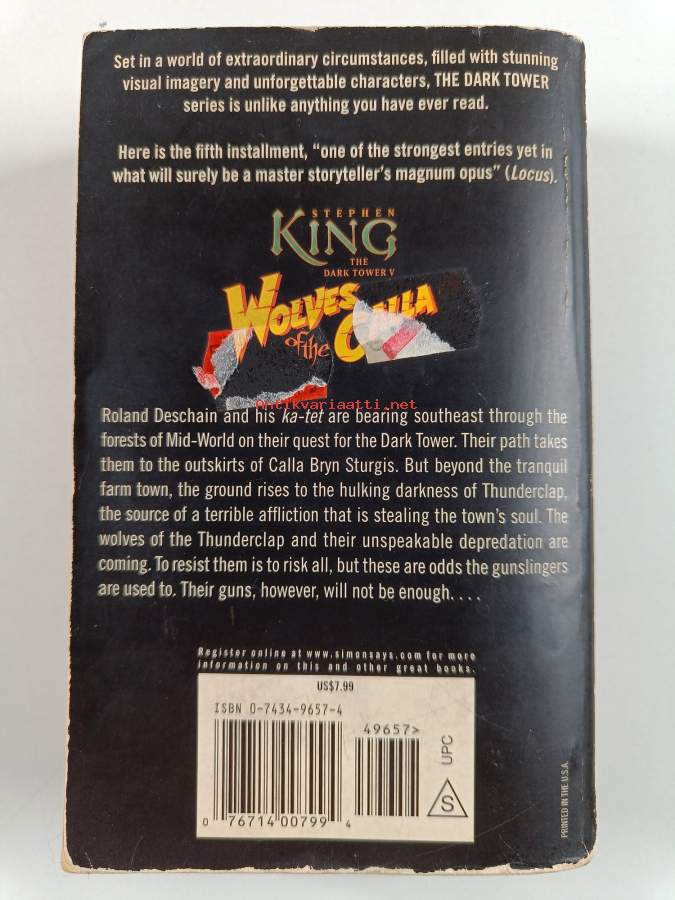 Set in a world of extraordinary circumstances, filled with stunning
visual imagery and unforgettable characters, THE DARK TOWER
series is unlike anything you have ever read.
Here is the fifth installment, “one of the strongest entries yet in
what will surely be a master storyteller's magnum opus” (Locus).
STEPHEN
KING
THE
DARK TOWER V
WOLVES
of the CALLA
Antikvariaatti.net
Roland Deschain and his ka-tet are bearing southeast through the
forests of Mid-World on their quest for the Dark Tower. Their path takes
them to the outskirts of Calla Bryn Sturgis. But beyond the tranquil
farm town, the ground rises to the hulking darkness of Thunderclap,
the source of a terrible affliction that is stealing the town's soul. The
wolves of the Thunderclap and their unspeakable depredation are
coming. To resist them is to risk all, but these are odds the gunslingers
are used to. Their guns, however, will not be enough. . . .
Register online at www.simonsays.com for more
information on this and other great books.
US$7.99
ISBN 0-7434-9657-4
49657>
UPC
S
0 76714 00799 4
PRINTED IN THE U.S.A.